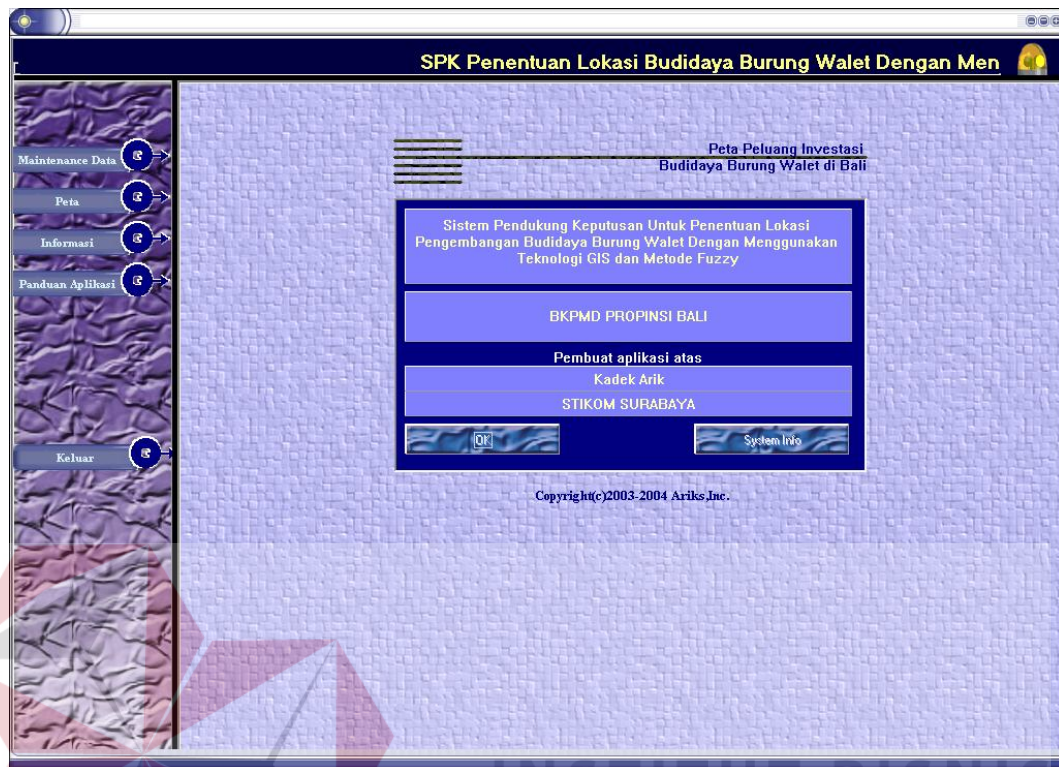 SPK Penentuan Lokasi Budidaya Burung Walet Dengan Men
Maintenance Data
Peta
Informasi
Panduan Aplikasi
Keluar
Peta Peluang Investasi
Budidaya Burung Walet di Bali
Sistem Pendukung Keputusan Untuk Penentuan Lokasi
Pengembangan Budidaya Burung Walet Dengan Menggunakan
Teknologi GIS dan Metode Fuzzy
BKPMD PROPINSI BALI
Pembuat aplikasi atas
Kadek Arik
STIKOM SURABAYA
OK
System Info
Copyright(c)2003-2004 Ariks,Inc.